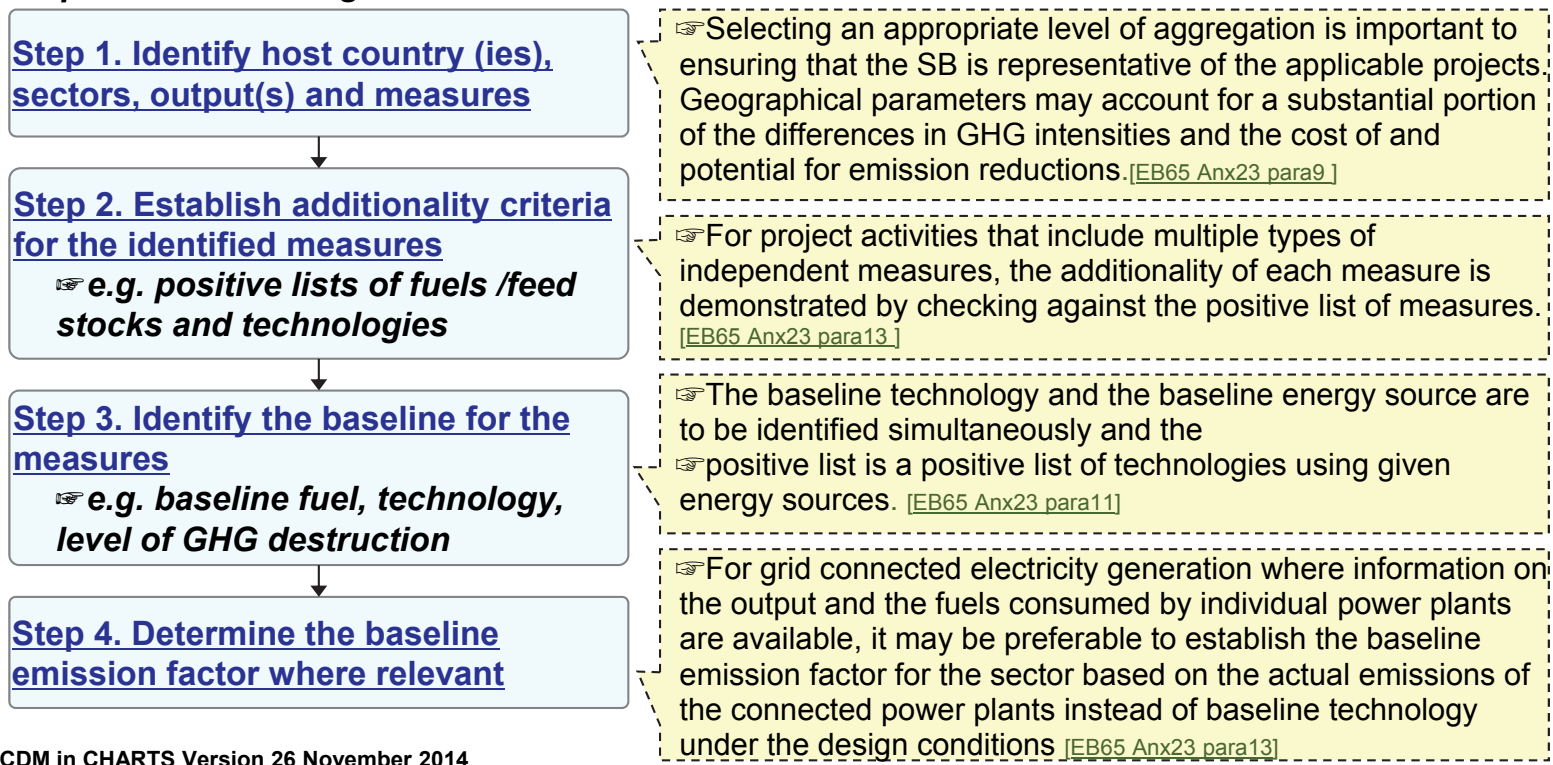 Step 1. Identify host country (ies),
sectors, output(s) and measures
☞Selecting an appropriate level of aggregation is important to
ensuring that the SB is representative of the applicable projects.
Geographical parameters may account for a substantial portion
of the differences in GHG intensities and the cost of and
potential for emission reductions.[EB65 Anx23 para9 ]
Step 2. Establish additionality criteria
for the identified measures
☞e.g. positive lists of fuels /feed
stocks and technologies
☞For project activities that include multiple types of
independent measures, the additionality of each measure is
demonstrated by checking against the positive list of measures.
[EB65 Anx23 para13 ]
Step 3. Identify the baseline for the
measures
☞e.g. baseline fuel, technology,
level of GHG destruction
☞The baseline technology and the baseline energy source are
to be identified simultaneously and the
☞positive list is a positive list of technologies using given
energy sources. [EB65 Anx23 para11]
Step 4. Determine the baseline
emission factor where relevant
☞For grid connected electricity generation where information on
the output and the fuels consumed by individual power plants
are available, it may be preferable to establish the baseline
emission factor for the sector based on the actual emissions of
the connected power plants instead of baseline technology
under the design conditions [EB65 Anx23 para13]
CDM in CHARTS Version 26 November 2014